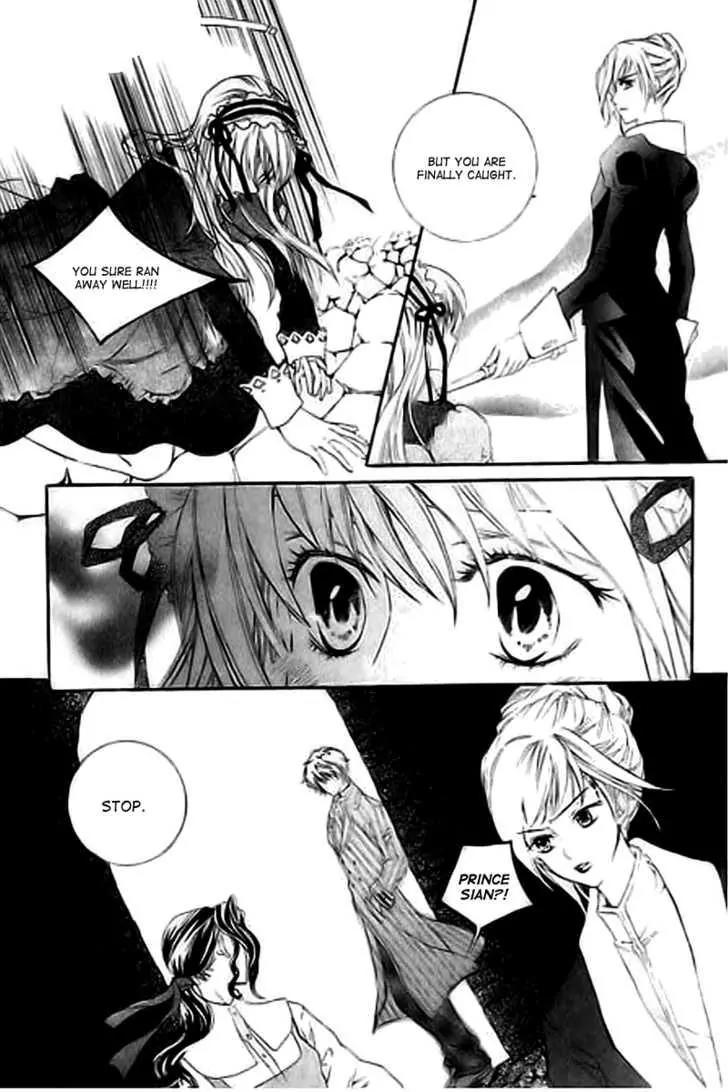 YOU SURE RAN
AWAY WELL!!!!
BUT YOU ARE
FINALLY CAUGHT.
STOP.
PRINCE
SIAN?!